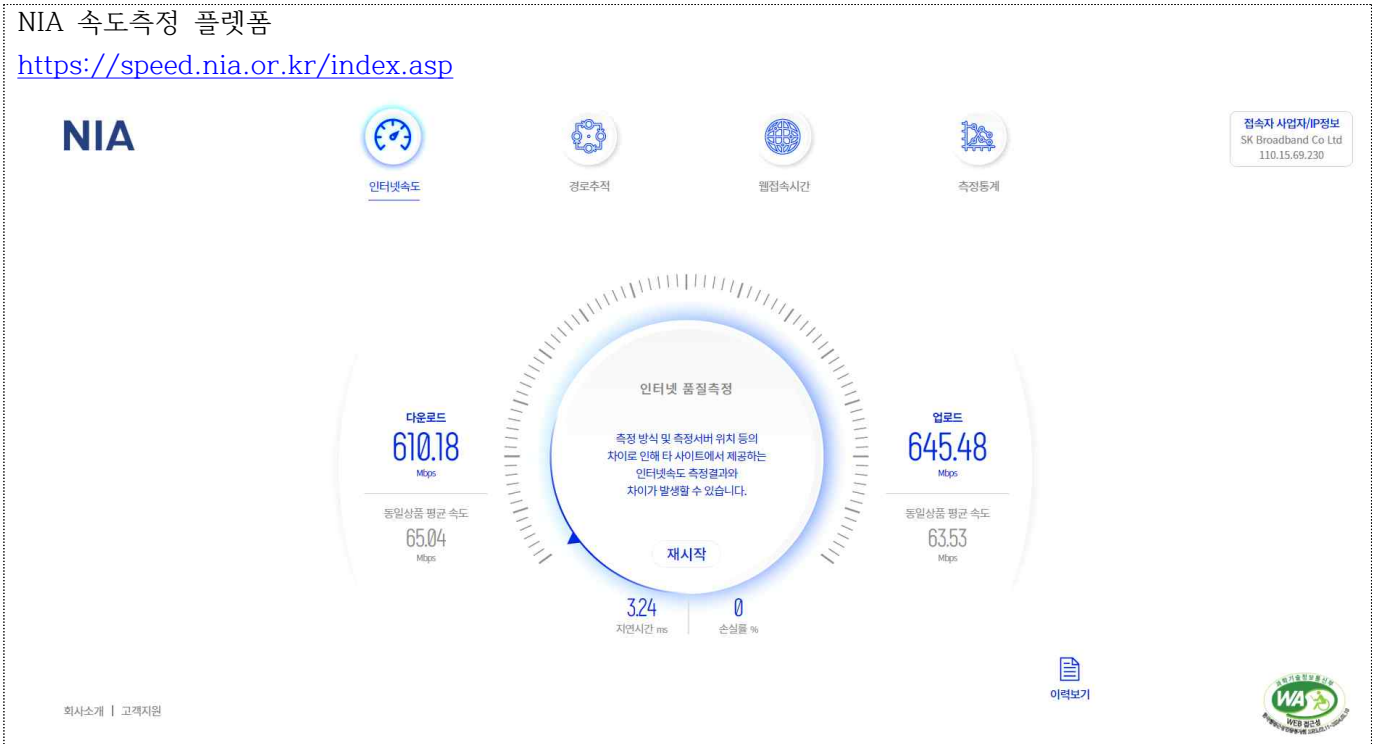 NIA 속도측정 플렛폼
https://speed.nia.or.kr/index.asp
NIA
인터넷속도
경로추적
웹접속시간
측정통계
접속자 사업자/IP정보
SK Broadband Co Ltd
110.15.69.230
인터넷 품질측정
측정 방식 및 측정서버 위치 등의
차이로 인해 타 사이트에서 제공하는
인터넷속도 측정결과와
차이가 발생할 수 있습니다.
재시작
다운로드
610.18
Mbps
동일상품 평균 속도
65.04
Mbps
업로드
645.48
Mbps
동일상품 평균 속도
63.53
Mbps
3.24
지연시간 ms
0
손실률 %
이력보기
회사소개 | 고객지원
과학기술정보통신부
WA
WEB 접근성